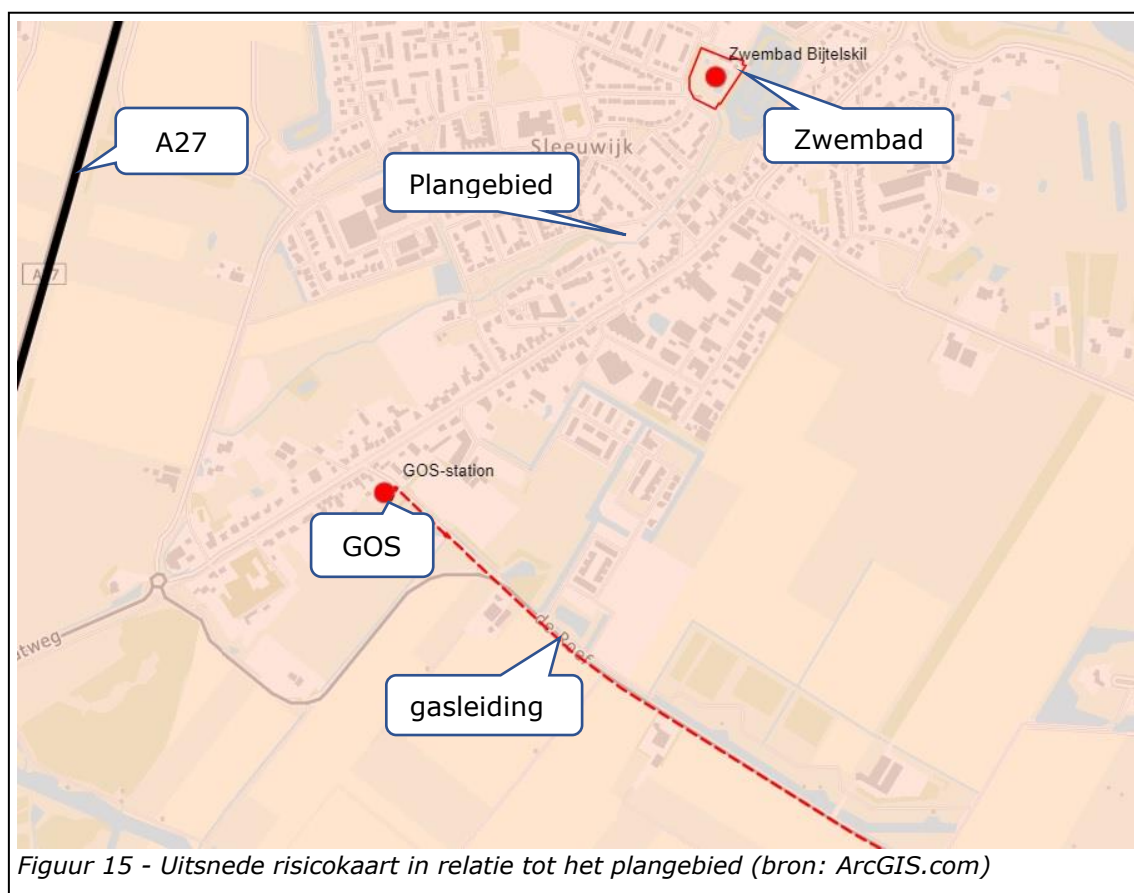 Zwembad Bijtelskil
A27
Zwembad
Sleeuwijk
Plangebied
GOS-station
GOS
de Roef
gasleiding
Figuur 15 - Uitsnede risicokaart in relatie tot het plangebied (bron: ArcGIS.com)